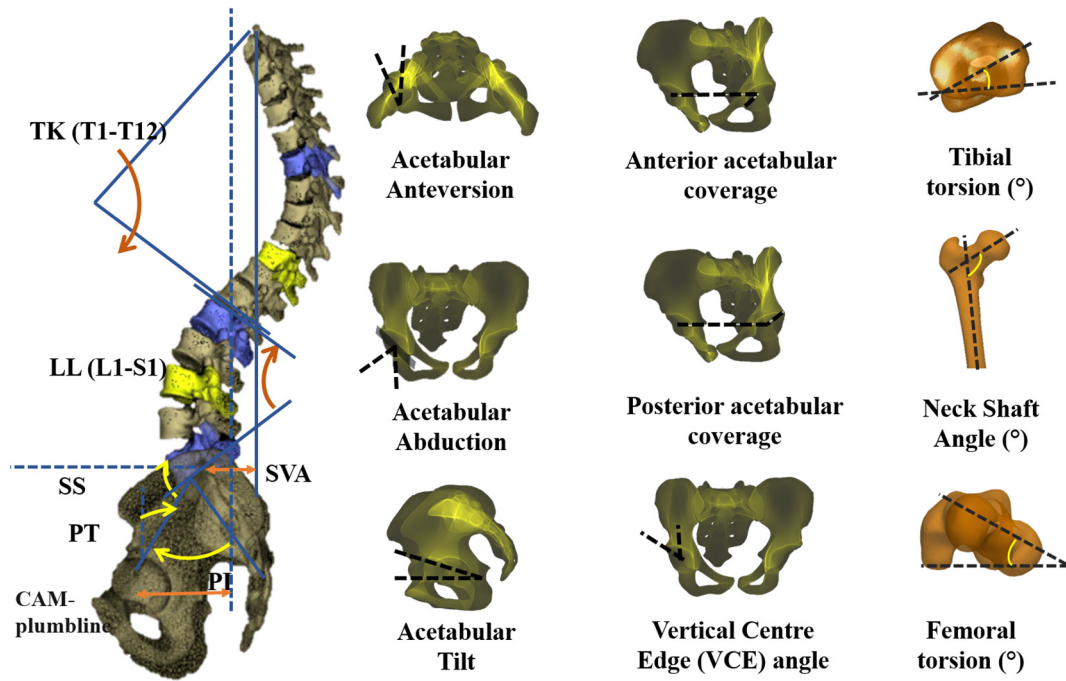 TK (T1-T12)
LL (L1-S1)
SS
SVA
PT
PI
CAM-
plumbline
Acetabular
Anteversion
Anterior acetabular
coverage
Tibial
torsion (°)
Acetabular
Abduction
Posterior acetabular
coverage
Neck Shaft
Angle (°)
Acetabular
Tilt
Vertical Centre
Edge (VCE) angle
Femoral
torsion (°)